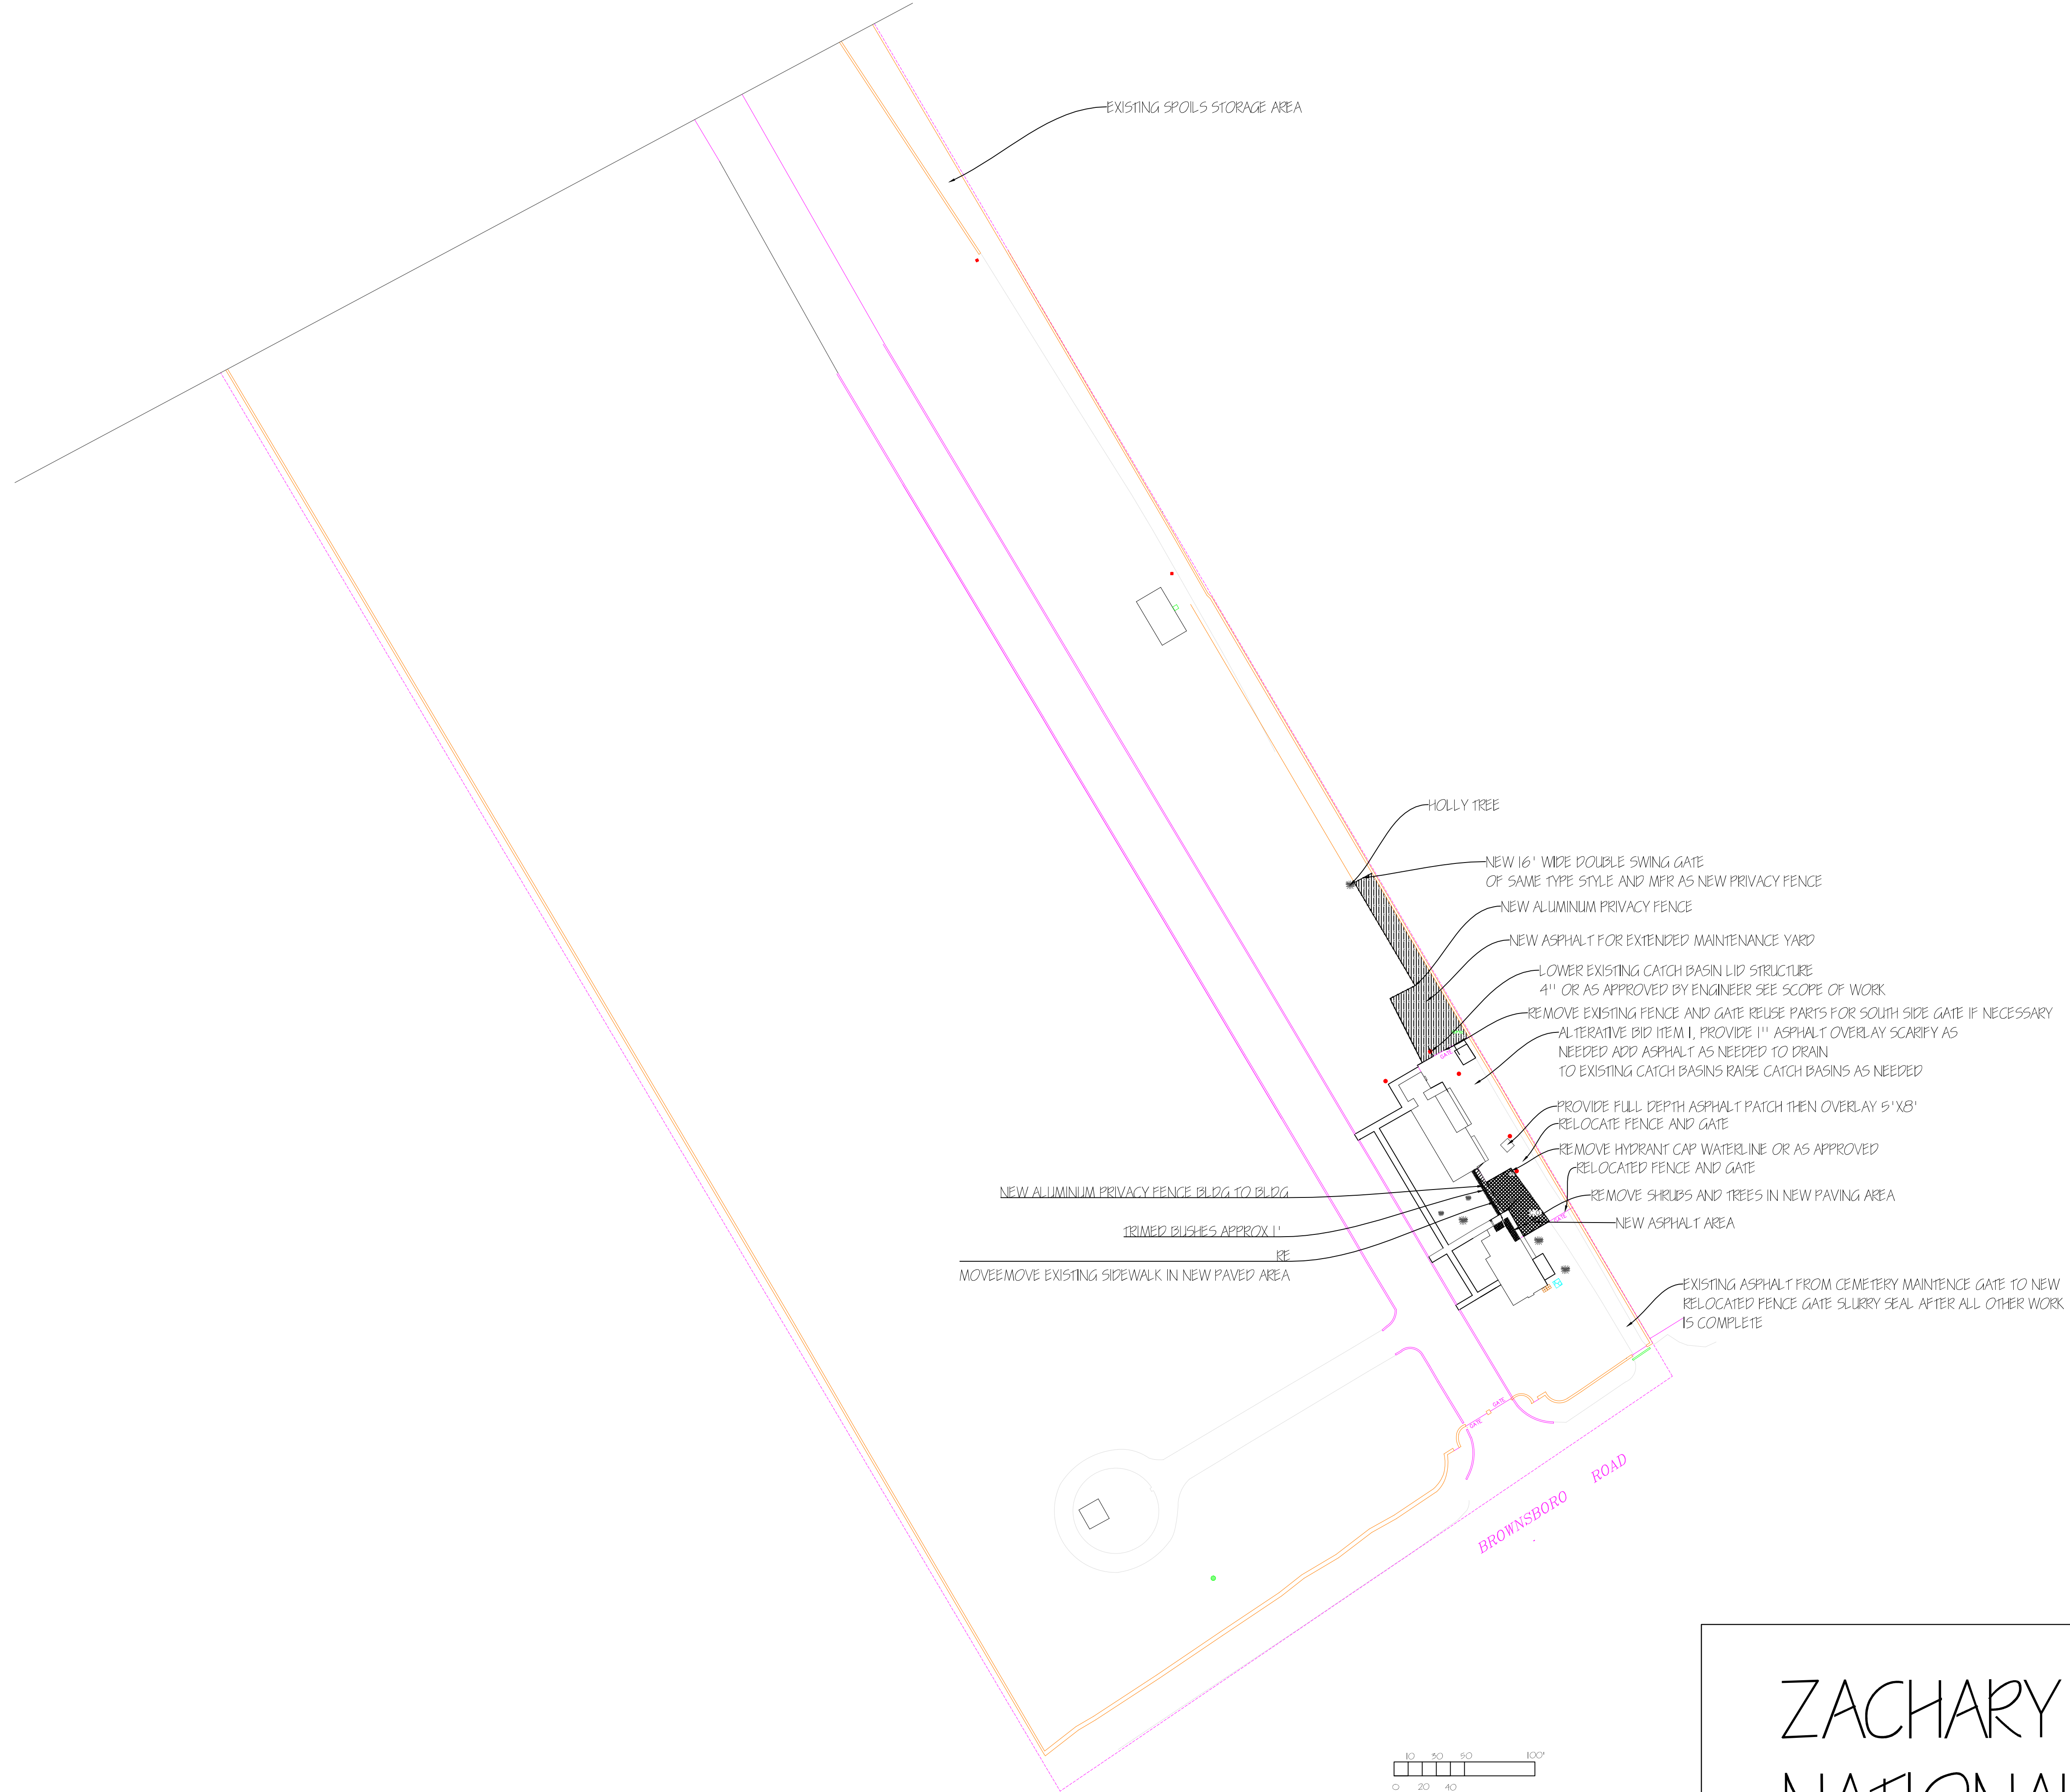 EXISTING SPOILS STORAGE AREA
HOLLY TREE
NEW 16' WIDE DOUBLE SWING GATE
OF SAME TYPE STYLE AND MFR AS NEW PRIVACY FENCE
NEW ALUMINUM PRIVACY FENCE
NEW ASPHALT FOR EXTENDED MAINTENANCE YARD
LOWER EXISTING CATCH BASIN LID STRUCTURE
4" OR AS APPROVED BY ENGINEER SEE SCOPE OF WORK
REMOVE EXISTING FENCE AND GATE REUSE PARTS FOR SOUTH SIDE GATE IF NECESSARY
ALTERATIVE BID ITEM 1, PROVIDE 1" ASPHALT OVERLAY SCARIFY AS
NEEDED ADD ASPHALT AS NEEDED TO DRAIN
TO EXISTING CATCH BASINS RAISE CATCH BASINS AS NEEDED
GATE
PROVIDE FULL DEPTH ASPHALT PATCH THEN OVERLAY 5'X8'
RELOCATE FENCE AND GATE
REMOVE HYDRANT CAP WATERLINE OR AS APPROVED
RELOCATED FENCE AND GATE
REMOVE SHRUBS AND TREES IN NEW PAVING AREA
NEW ASPHALT AREA
GATE
NEW ALUMINUM PRIVACY FENCE BLDG TO BLDG
TRIMED BUSHES APPROX 1'
RE
MOVEEMOVE EXISTING SIDEWALK IN NEW PAVED AREA
EXISTING ASPHALT FROM CEMETERY MAINTENCE GATE TO NEW
RELOCATED FENCE GATE SLURRY SEAL AFTER ALL OTHER WORK
IS COMPLETE
GATE
GATE
BROWNSBORO ROAD
10 30 50 100'
0 20 40
ZACHARY
NATIONAL